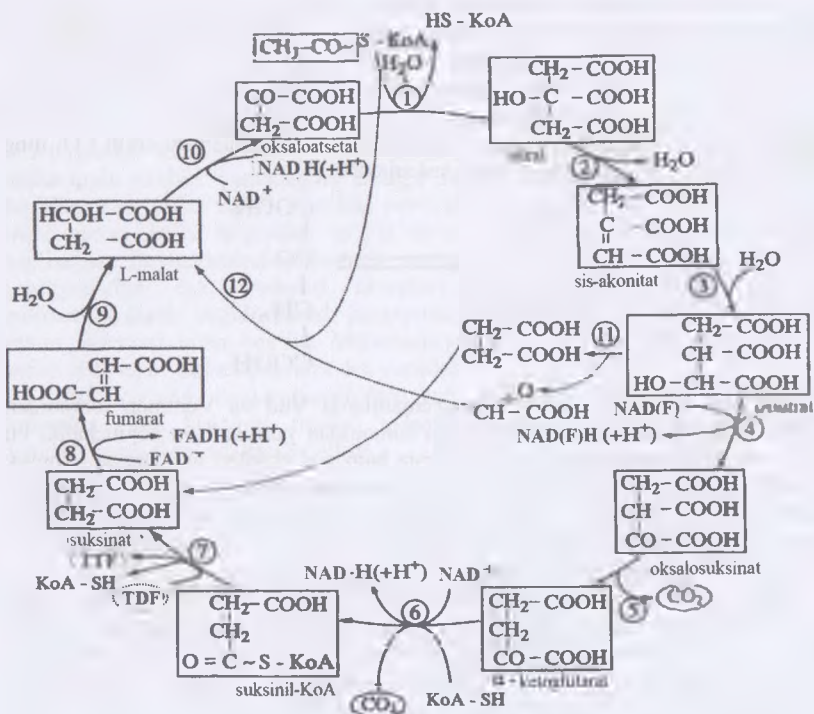 HS - KoA
CH₃ - CO ~ S - KoA
H₂O
①
CO - COOH
CH₂ - COOH
oksaloatsetat
CH₂ - COOH
HO - C - COOH
CH₂ - COOH
②
H₂O
CH₂ - COOH
C - COOH
CH - COOH
sis-akonitat
③
H₂O
⑩
NADH(+H⁺)
NAD⁺
HCOH - COOH
CH₂ - COOH
L-malat
⑫
H₂O
⑨
CH₂ - COOH
CH₂ - COOH
⑪
CH₂ - COOH
CH - COOH
HO - CH - COOH
CH - COOH
NAD(F)
NAD(F)H (+H⁺)
④
CH - COOH
HOOC - CH
fumarat
FADH(+H⁺)
⑧
FAD
CH₂ - COOH
CH₂ - COOH
suksinat
CH₂ - COOH
CH - COOH
CO - COOH
oksalosuksinat
⑤
CO₂
⑦
KoA - SH
(TDF)
NAD·H(+H⁺)
NAD⁺
⑥
CH₂ - COOH
CH₂
O = C ~ S - KoA
suksinil-KoA
CO₂
KoA - SH
CH₂ - COOH
CH₂
CO - COOH